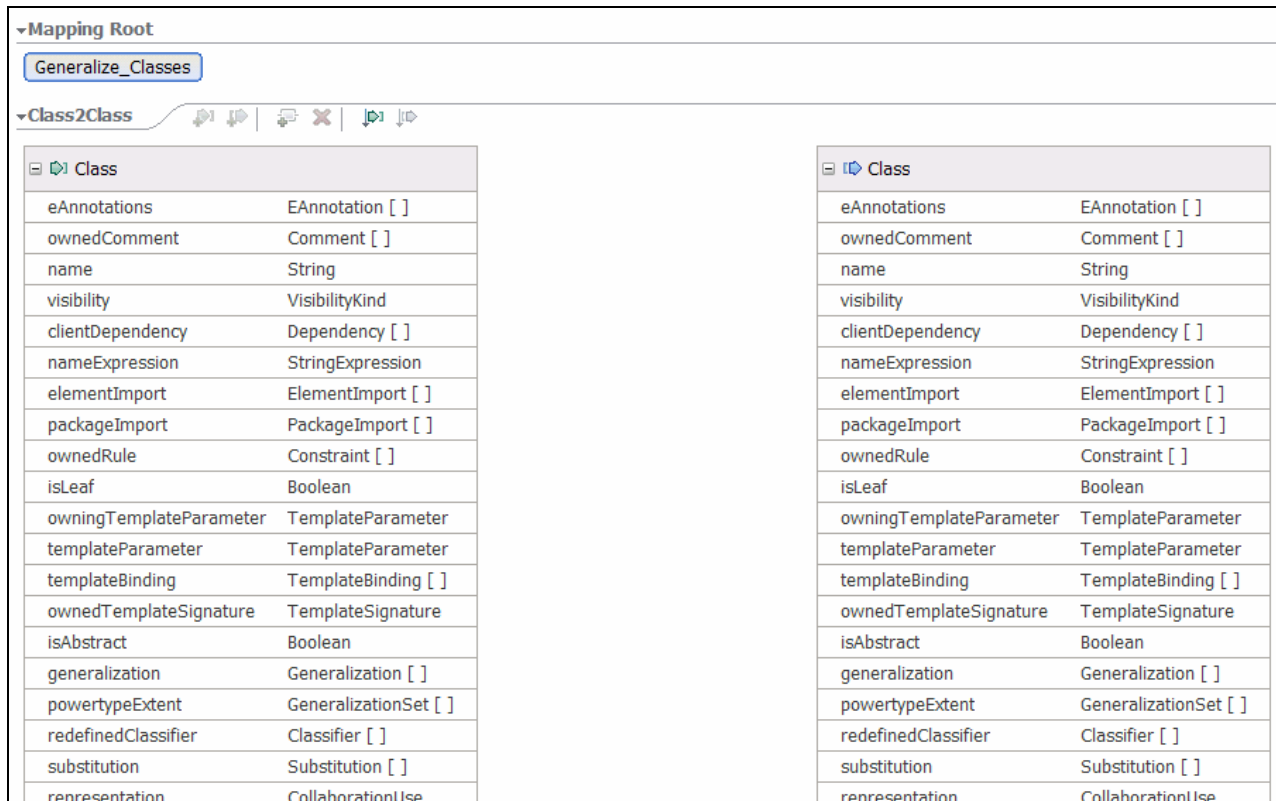 Mapping Root
Generalize_Classes
Class2Class
Class Class
eAnnotations EAnnotation [ ] eAnnotations EAnnotation [ ]
ownedComment Comment [ ] ownedComment Comment [ ]
name String name String
visibility VisibilityKind visibility VisibilityKind
clientDependency Dependency [ ] clientDependency Dependency [ ]
nameExpression StringExpression nameExpression StringExpression
elementImport ElementImport [ ] elementImport ElementImport [ ]
packageImport PackageImport [ ] packageImport PackageImport [ ]
ownedRule Constraint [ ] ownedRule Constraint [ ]
isLeaf Boolean isLeaf Boolean
owningTemplateParameter TemplateParameter owningTemplateParameter TemplateParameter
templateParameter TemplateParameter templateParameter TemplateParameter
templateBinding TemplateBinding [ ] templateBinding TemplateBinding [ ]
ownedTemplateSignature TemplateSignature ownedTemplateSignature TemplateSignature
isAbstract Boolean isAbstract Boolean
generalization Generalization [ ] generalization Generalization [ ]
powertypeExtent GeneralizationSet [ ] powertypeExtent GeneralizationSet [ ]
redefinedClassifier Classifier [ ] redefinedClassifier Classifier [ ]
substitution Substitution [ ] substitution Substitution [ ]
representation CollaborationUse representation CollaborationUse